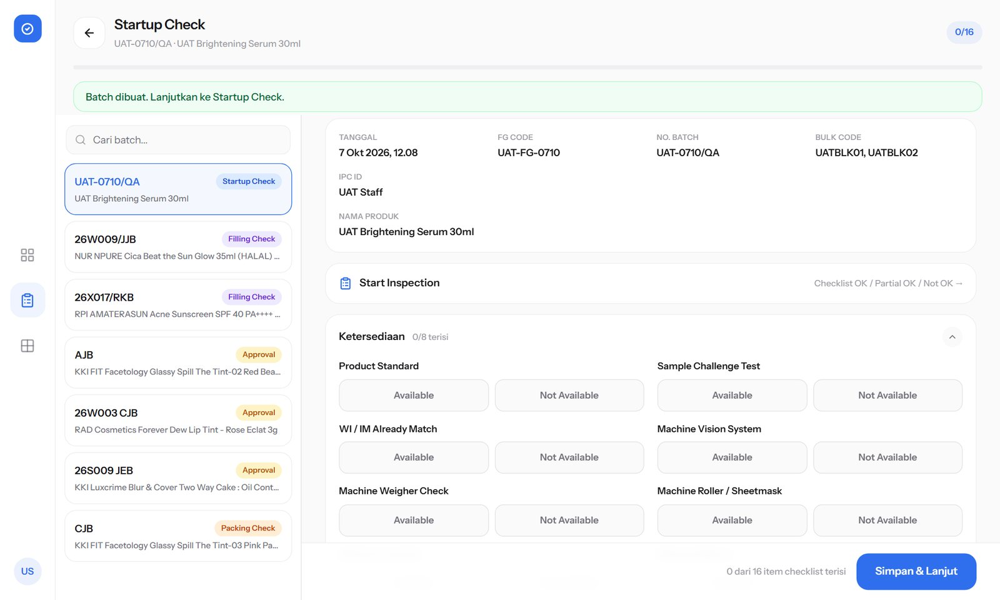 Startup Check
UAT-0710/QA · UAT Brightening Serum 30ml
0/16
Batch dibuat. Lanjutkan ke Startup Check.
Cari batch...
UAT-0710/QA
Startup Check
UAT Brightening Serum 30ml
26W009/JJB
Filling Check
NUR NPURE Cica Beat the Sun Glow 35ml (HALAL) ...
26X017/RKB
Filling Check
RPI AMATERASUN Acne Sunscreen SPF 40 PA++++ ...
AJB
Approval
KKI FIT Facetology Glassy Spill The Tint-02 Red Bea...
26W003 CJB
Approval
RAD Cosmetics Forever Dew Lip Tint - Rose Eclat 3g
26S009 JEB
Approval
KKI Luxcrime Blur & Cover Two Way Cake : Oil Cont...
CJB
Packing Check
KKI FIT Facetology Glassy Spill The Tint-03 Pink Pa...
US
TANGGAL
7 Okt 2026, 12.08
FG CODE
UAT-FG-0710
NO. BATCH
UAT-0710/QA
BULK CODE
UATBLK01, UATBLK02
IPC ID
UAT Staff
NAMA PRODUK
UAT Brightening Serum 30ml
Start Inspection
Checklist OK / Partial OK / Not OK →
Ketersediaan 0/8 terisi
Product Standard
Available
Not Available
Sample Challenge Test
Available
Not Available
WI / IM Already Match
Available
Not Available
Machine Vision System
Available
Not Available
Machine Weigher Check
Available
Not Available
Machine Roller / Sheetmask
Available
Not Available
0 dari 16 item checklist terisi
Simpan & Lanjut